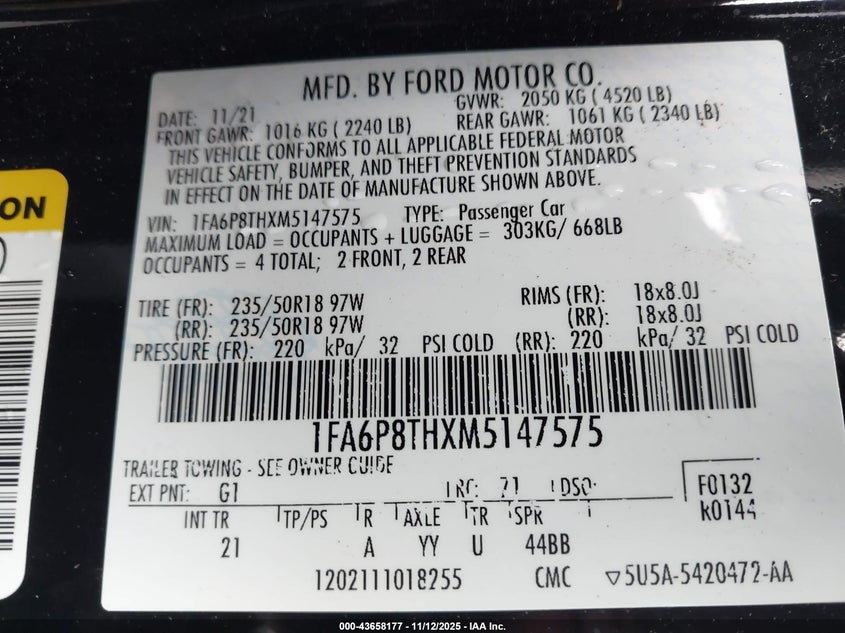 MFD. BY FORD MOTOR CO.
DATE: 11/21 GVWR: 2050 KG ( 4520 LB)
FRONT GAWR: 1016 KG ( 2240 LB) REAR GAWR: 1061 KG ( 2340 LB)
THIS VEHICLE CONFORMS TO ALL APPLICABLE FEDERAL MOTOR
VEHICLE SAFETY, BUMPER, AND THEFT PREVENTION STANDARDS
IN EFFECT ON THE DATE OF MANUFACTURE SHOWN ABOVE.
VIN: 1FA6P8THXM5147575 TYPE: Passenger Car
MAXIMUM LOAD = OCCUPANTS + LUGGAGE = 303KG/ 668LB
OCCUPANTS = 4 TOTAL; 2 FRONT, 2 REAR
TIRE (FR): 235/50R18 97W RIMS (FR): 18x8.0J
(RR): 235/50R18 97W (RR): 18x8.0J
PRESSURE (FR): 220 kPa/ 32 PSI COLD (RR): 220 kPa/ 32 PSI COLD
1FA6P8THXM5147575
TRAILER TOWING - SEE OWNER GUIDE
EXT PNT: G1 RC: 71 DSO: F0132
INT TR TP/PS R AXLE TR SPR K0144
21 A YY U 44BB
1202111018255 CMC ▽5U5A-5420472-AA
ON
000-43658177 - 11/12/2025 - IAA Inc.